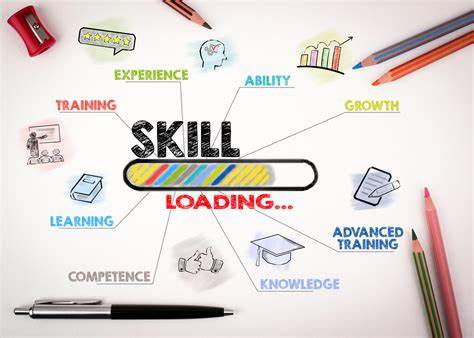 EXPERIENCE
ABILITY
TRAINING
GROWTH
SKILL
LOADING...
LEARNING
ADVANCED
TRAINING
COMPETENCE
KNOWLEDGE